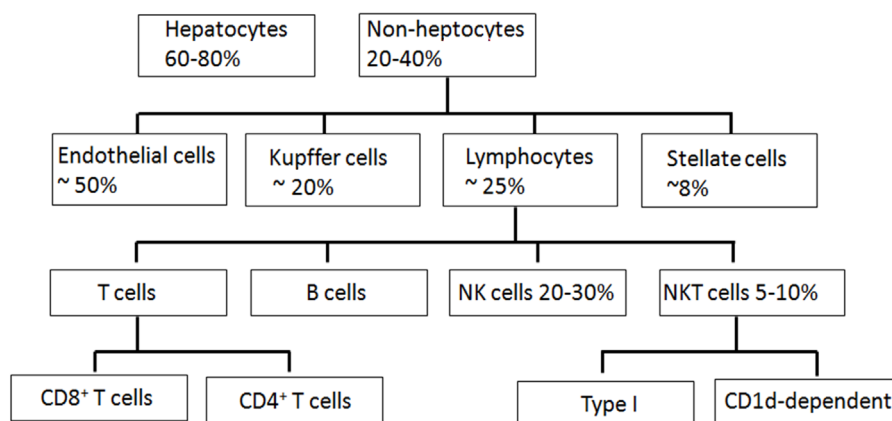 Hepatocytes
60-80%
Non-heptocytes
20-40%
Endothelial cells
~ 50%
Kupffer cells
~ 20%
Lymphocytes
~ 25%
Stellate cells
~8%
T cells
B cells
NK cells 20-30%
NKT cells 5-10%
CD8⁺ T cells
CD4⁺ T cells
Type I
CD1d-dependent